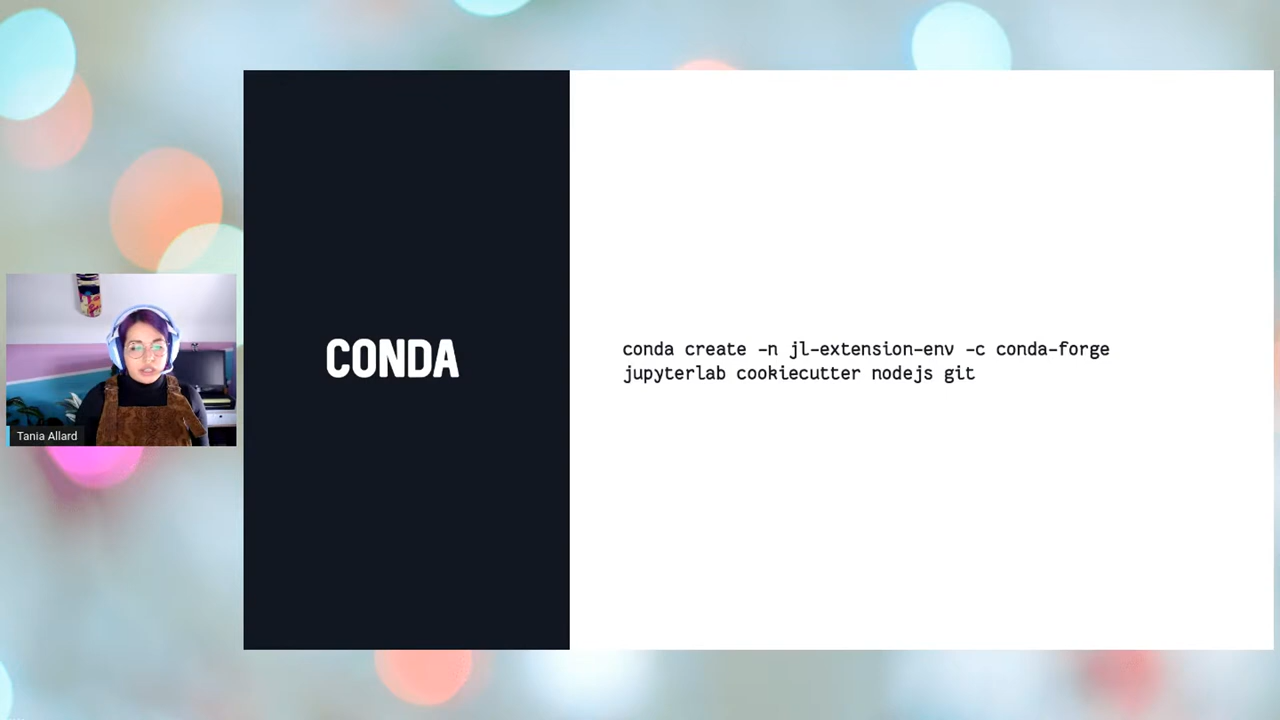 CONDA
conda create -n jl-extension-env -c conda-forge
jupyterlab cookiecutter nodejs git
Tania Allard